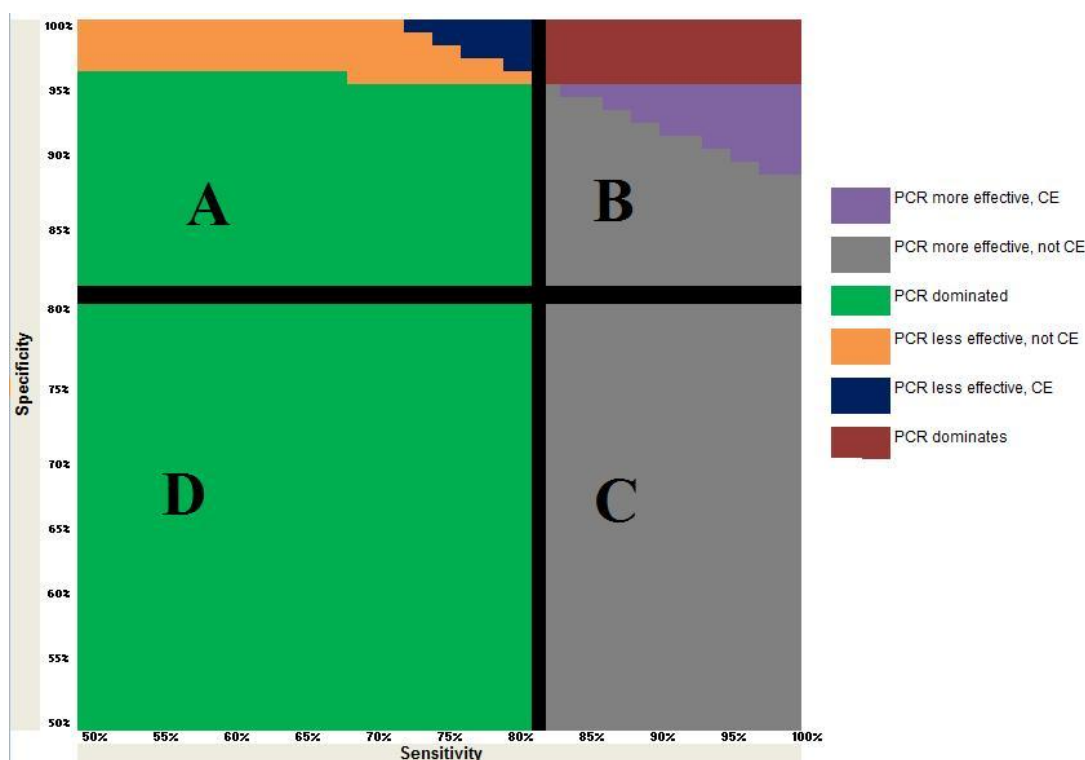 100%
95%
90%
85%
80%
75%
70%
65%
60%
55%
50%
Specificity
A
B
D
C
50% 55% 60% 65% 70% 75% 80% 85% 90% 95% 100%
Sensitivity
PCR more effective, CE
PCR more effective, not CE
PCR dominated
PCR less effective, not CE
PCR less effective, CE
PCR dominates